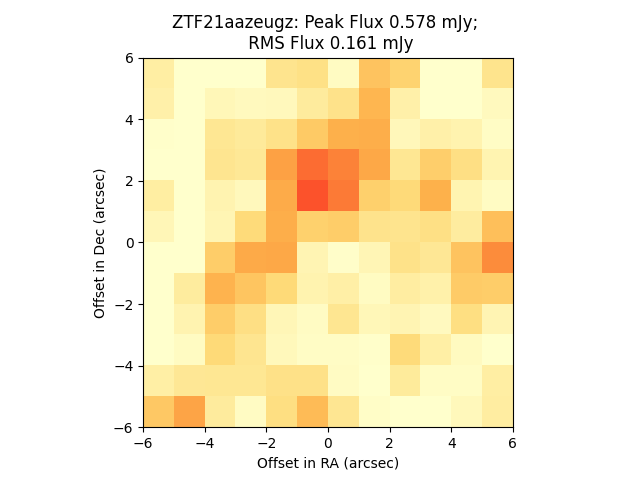 ZTF21aazeugz: Peak Flux 0.578 mJy;
RMS Flux 0.161 mJy
6
4
2
0
−2
−4
−6
Offset in Dec (arcsec)
−6 −4 −2 0 2 4 6
Offset in RA (arcsec)